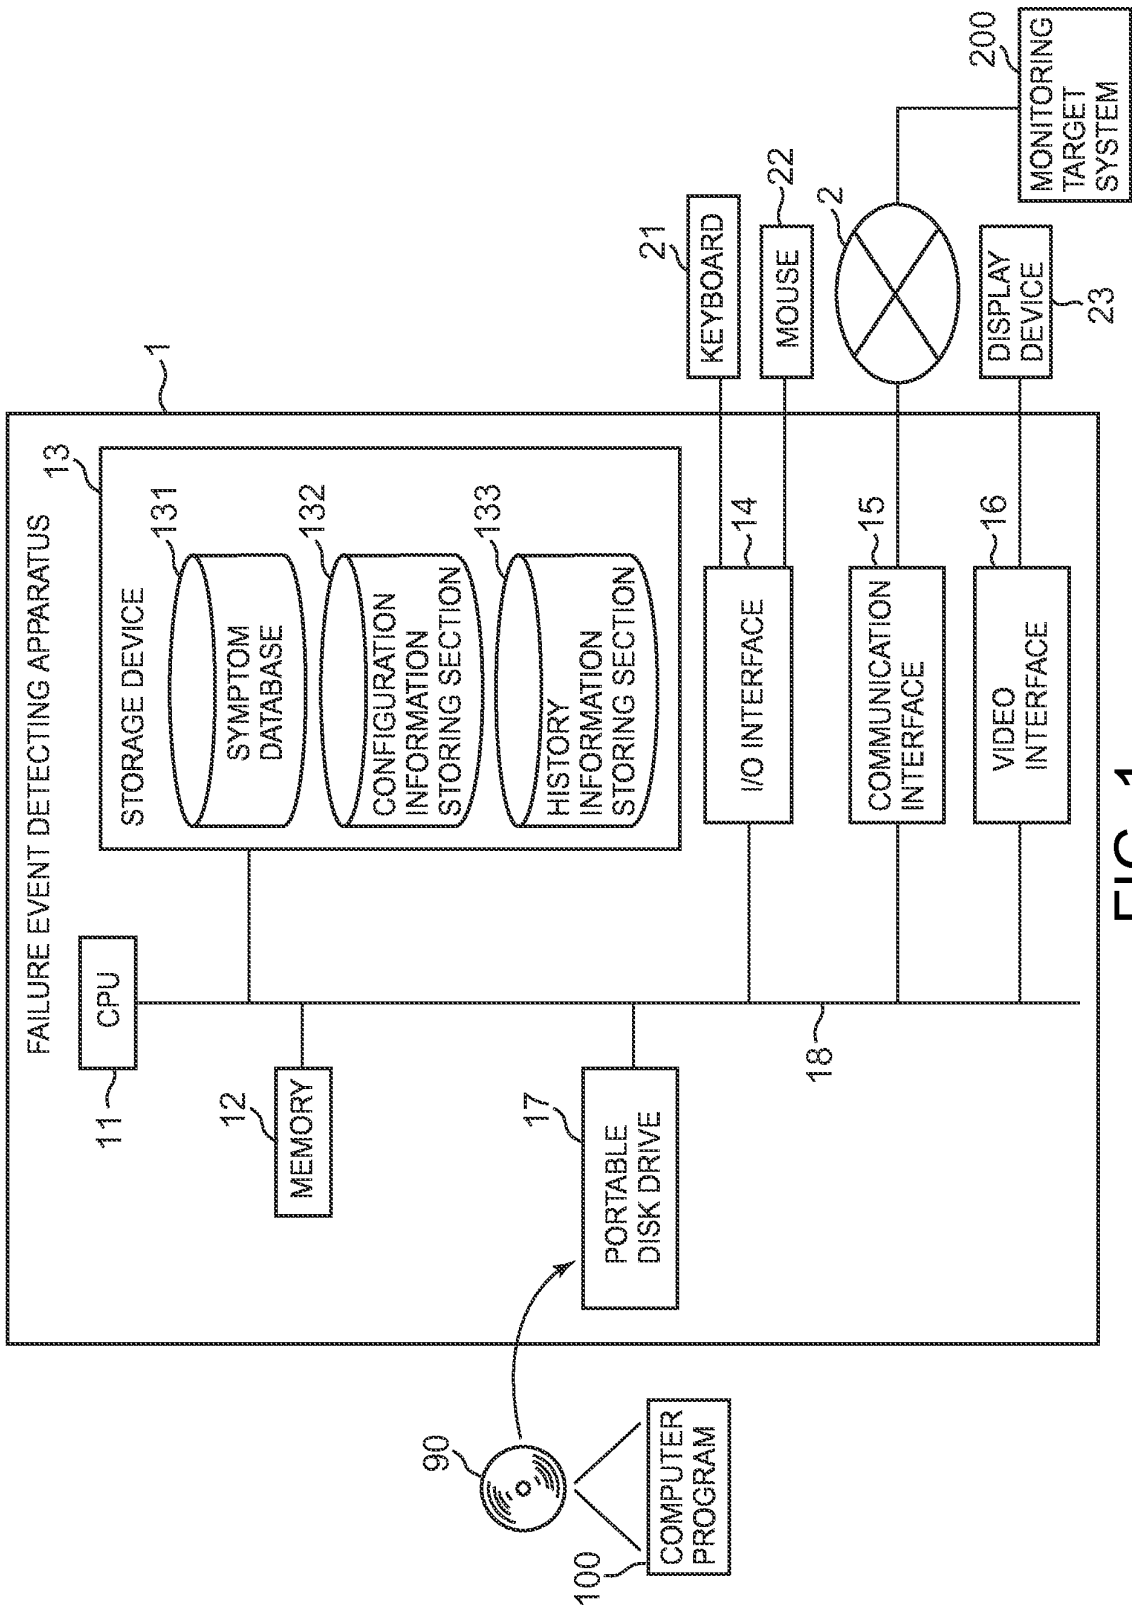 FAILURE EVENT DETECTING APPARATUS
1
11
CPU
STORAGE DEVICE
13
SYMPTOM
DATABASE
131
CONFIGURATION
INFORMATION
STORING SECTION
132
HISTORY
INFORMATION
STORING SECTION
133
12
MEMORY
17
PORTABLE
DISK DRIVE
18
I/O INTERFACE
14
COMMUNICATION
INTERFACE
15
VIDEO
INTERFACE
16
21
KEYBOARD
22
MOUSE
2
DISPLAY
DEVICE
23
200
MONITORING
TARGET
SYSTEM
90
100
COMPUTER
PROGRAM
FIG. 1